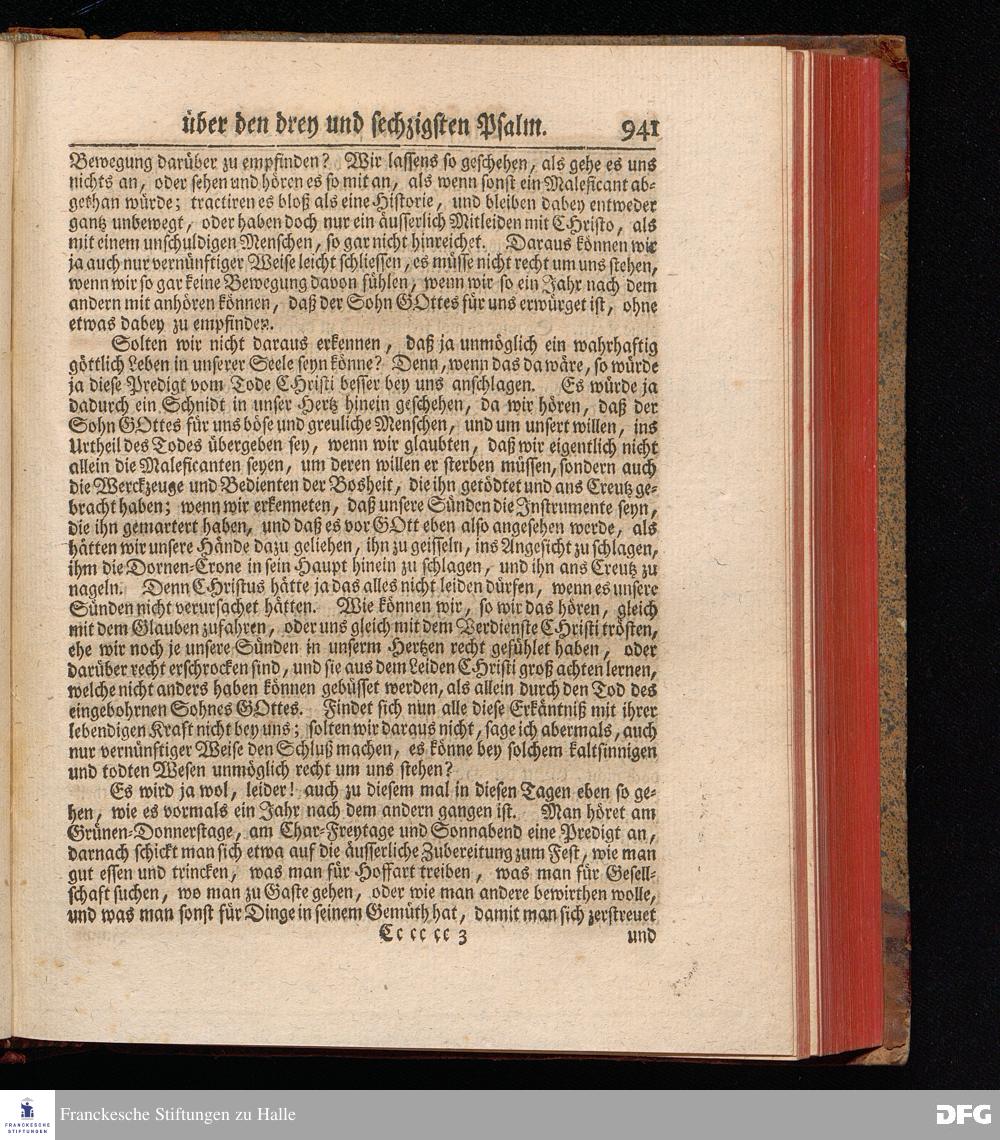 über den drey und sechzigsten Psalm. 941
Bewegung darüber zu empfinden? Wir lassens so geschehen, als gehe es uns
nichts an, oder sehen und hören es so mit an, als wenn sonst ein Maleficant ab-
gethan würde; tractiren es bloß als eine Historie, und bleiben dabey entweder
gantz unbewegt, oder haben doch nur ein äusserlich Mitleiden mit CHristo, als
mit einem unschuldigen Menschen, so gar nicht hinreichet. Daraus können wir
ja auch nur vernünftiger Weise leicht schliessen, es müsse nicht recht um uns stehen,
wenn wir so gar keine Bewegung davon fühlen, wenn wir so ein Jahr nach dem
andern mit anhören können, daß der Sohn GOttes für uns erwürget ist, ohne
etwas dabey zu empfinden.
Solten wir nicht daraus erkennen, daß ja unmöglich ein wahrhaftig
göttlich Leben in unserer Seele seyn könne? Denn, wenn das da wäre, so würde
ja diese Predigt vom Tode CHristi besser bey uns anschlagen. Es würde ja
dadurch ein Schnidt in unser Hertz hinein geschehen, da wir hören, daß der
Sohn GOttes für uns böse und greuliche Menschen, und um unsert willen, ins
Urtheil des Todes übergeben sey, wenn wir glaubten, daß wir eigentlich nicht
allein die Maleficanten seyen, um deren willen er sterben müssen, sondern auch
die Werckzeuge und Bedienten der Bosheit, die ihn getödtet und ans Creutz ge-
bracht haben; wenn wir erkenneten, daß unsere Sünden die Instrumente seyn,
die ihn gemartert haben, und daß es vor GOtt eben also angesehen werde, als
hätten wir unsere Hände dazu geliehen, ihn zu geisseln, ins Angesicht zu schlagen,
ihm die Dornen-Crone in sein Haupt hinein zu schlagen, und ihn ans Creutz zu
nageln. Denn CHristus hätte ja das alles nicht leiden dürfen, wenn es unsere
Sünden nicht verursachet hätten. Wie können wir, so wir das hören, gleich
mit dem Glauben zufahren, oder uns gleich mit dem Verdienste CHristi trösten,
ehe wir noch je unsere Sünden in unserm Hertzen recht gefühlet haben, oder
darüber recht erschrocken sind, und sie aus dem Leiden CHristi groß achten lernen,
welche nicht anders haben können gebüsset werden, als allein durch den Tod des
eingebohrnen Sohnes GOttes. Findet sich nun alle diese Erkäntniß mit ihrer
lebendigen Kraft nicht bey uns; solten wir daraus nicht, sage ich abermals, auch
nur vernünftiger Weise den Schluß machen, es könne bey solchem kaltsinnigen
und todten Wesen unmöglich recht um uns stehen?
Es wird ja wol, leider! auch zu diesem mal in diesen Tagen eben so ge-
hen, wie es vormals ein Jahr nach dem andern gangen ist. Man höret am
Grünen-Donnerstage, am Char-Freytage und Sonnabend eine Predigt an,
darnach schickt man sich etwa auf die äusserliche Zubereitung zum Fest, wie man
gut essen und trincken, was man für Hoffart treiben, was man für Gesell-
schaft suchen, wo man zu Gaste gehen, oder wie man andere bewirthen wolle,
und was man sonst für Dinge in seinem Gemüth hat, damit man sich zerstreuet
Cc cc cc 3 und
FRANCKESCHE
STIFTUNGEN
Franckesche Stiftungen zu Halle
DFG